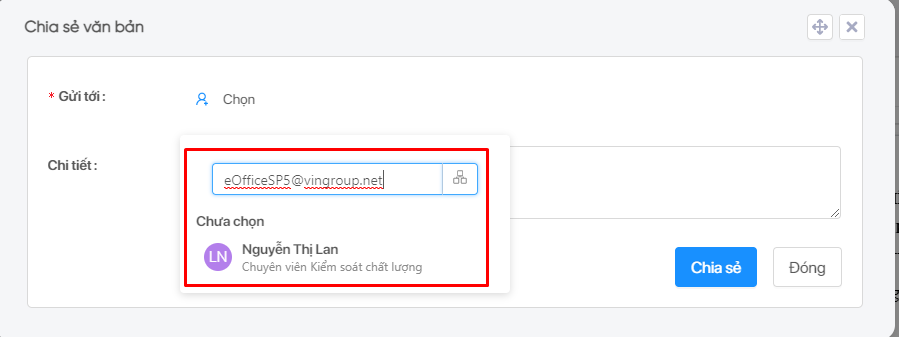 Chia sẻ văn bản
* Gửi tới :
Chọn
Chi tiết :
eOfficeSP5@vingroup.net
Chưa chọn
LN
Nguyễn Thị Lan
Chuyên viên Kiểm soát chất lượng
Chia sẻ
Đóng